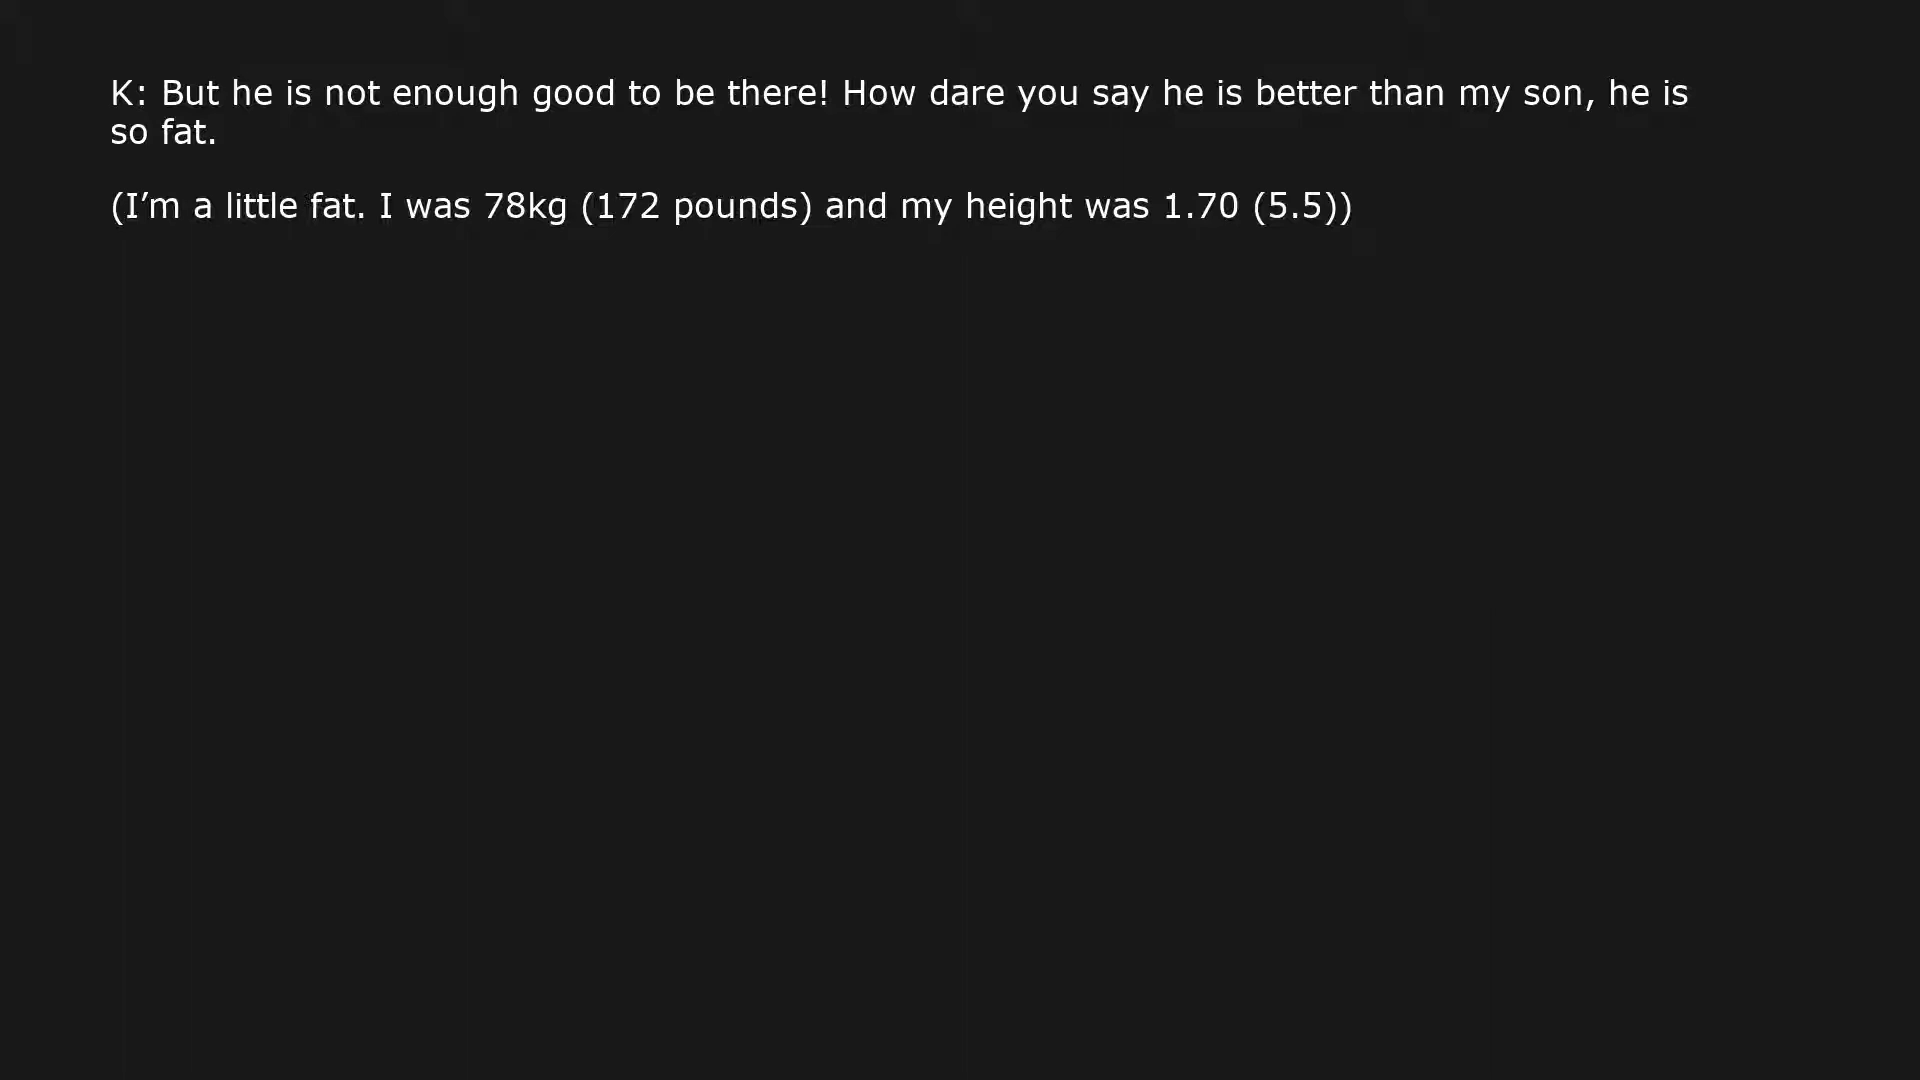 K: But he is not enough good to be there! How dare you say he is better than my son, he is
so fat.
(I’m a little fat. I was 78kg (172 pounds) and my height was 1.70 (5.5))